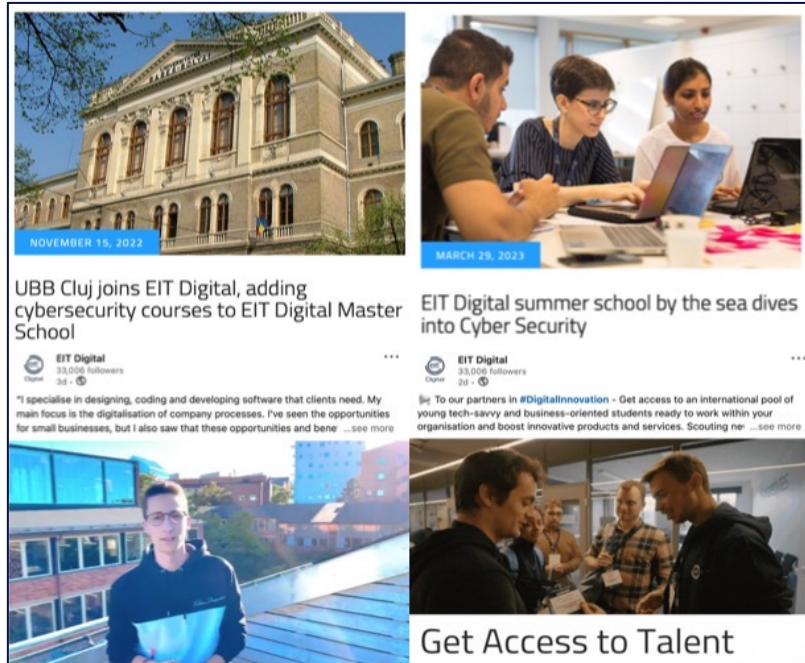 NOVEMBER 15, 2022
UBB Cluj joins EIT Digital, adding
cybersecurity courses to EIT Digital Master
School
EIT Digital
33,006 followers
3d •
"I specialise in designing, coding and developing software that clients need. My
main focus is the digitalisation of company processes. I've seen the opportunities
for small businesses, but I also saw that these opportunities and bene ...see more
MARCH 29, 2023
EIT Digital summer school by the sea dives
into Cyber Security
EIT Digital
33,006 followers
2d •
To our partners in #DigitalInnovation - Get access to an international pool of
young tech-savvy and business-oriented students ready to work within your
organisation and boost innovative products and services. Scouting ne ...see more
Get Access to Talent